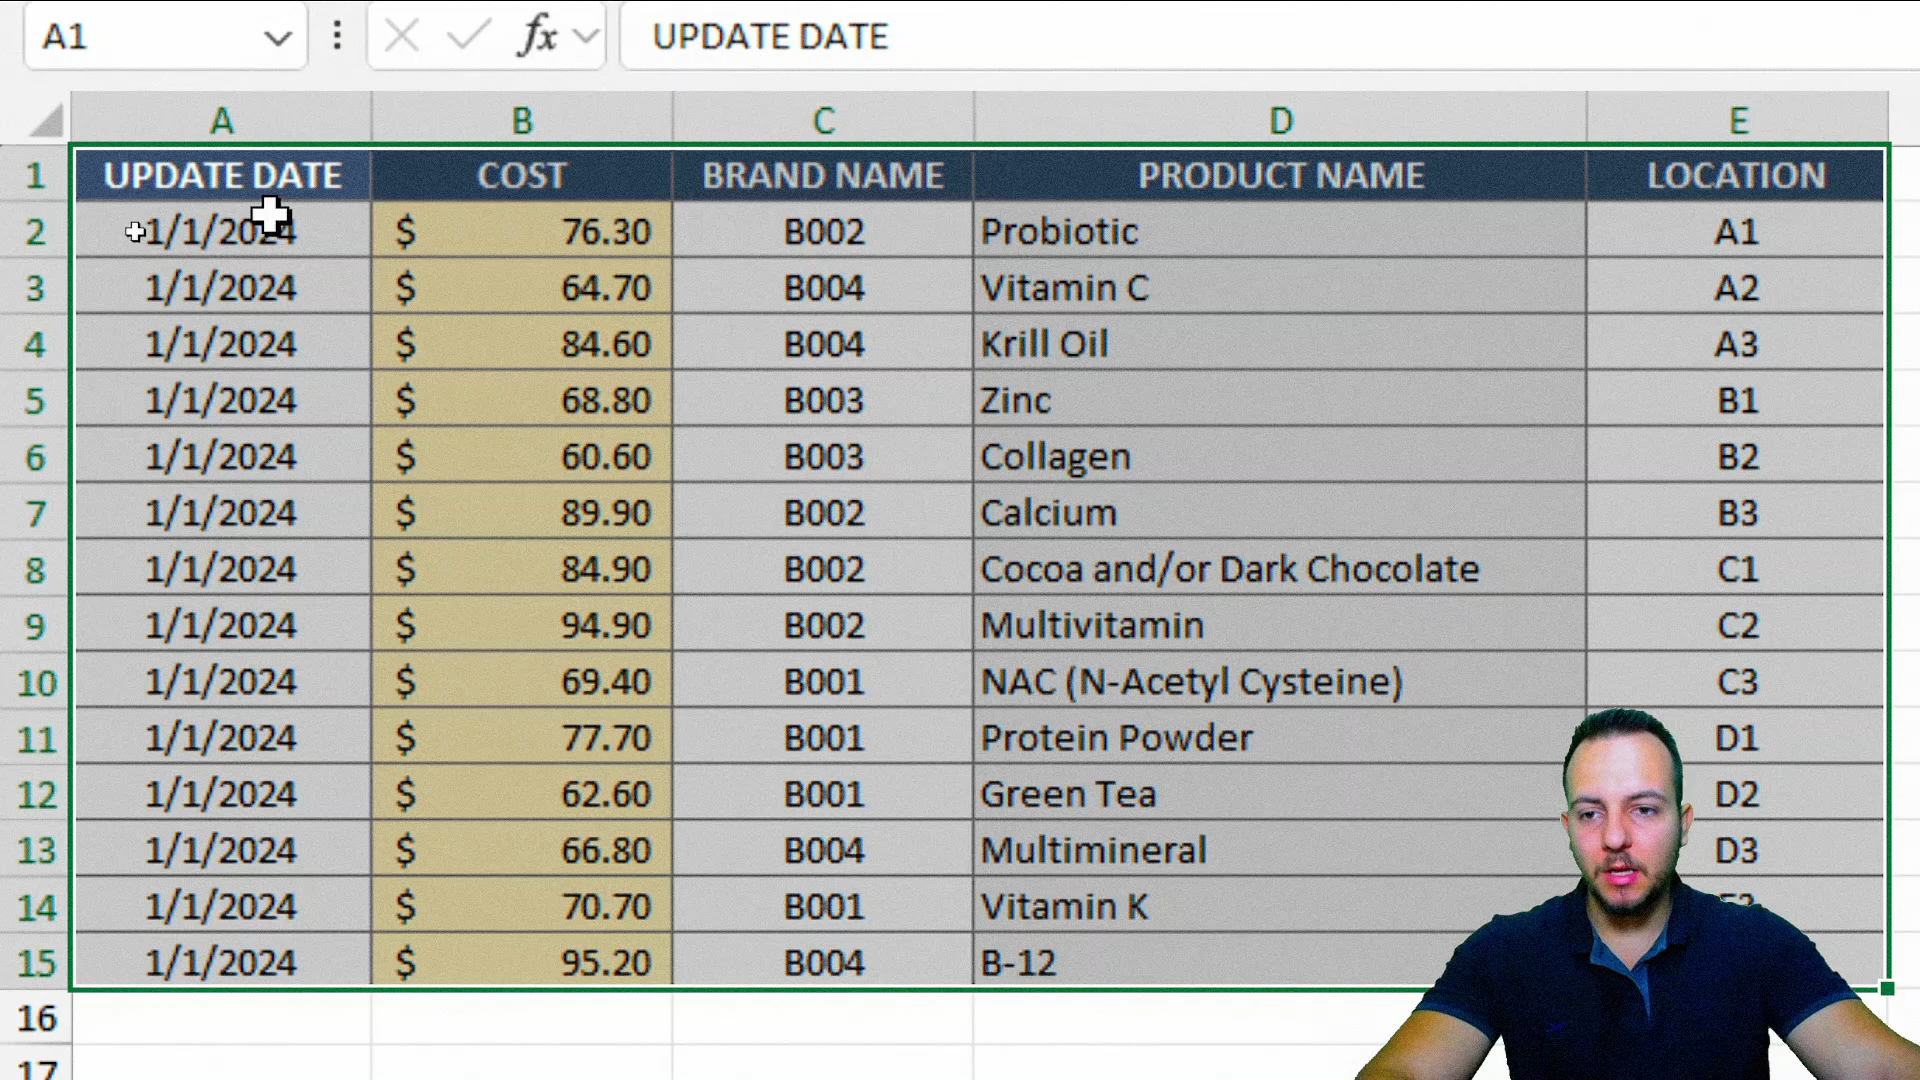 A1 fx UPDATE DATE
A B C D E
1 UPDATE DATE COST BRAND NAME PRODUCT NAME LOCATION
2 1/1/2024 $ 76.30 B002 Probiotic A1
3 1/1/2024 $ 64.70 B004 Vitamin C A2
4 1/1/2024 $ 84.60 B004 Krill Oil A3
5 1/1/2024 $ 68.80 B003 Zinc B1
6 1/1/2024 $ 60.60 B003 Collagen B2
7 1/1/2024 $ 89.90 B002 Calcium B3
8 1/1/2024 $ 84.90 B002 Cocoa and/or Dark Chocolate C1
9 1/1/2024 $ 94.90 B002 Multivitamin C2
10 1/1/2024 $ 69.40 B001 NAC (N-Acetyl Cysteine) C3
11 1/1/2024 $ 77.70 B001 Protein Powder D1
12 1/1/2024 $ 62.60 B001 Green Tea D2
13 1/1/2024 $ 66.80 B004 Multimineral D3
14 1/1/2024 $ 70.70 B001 Vitamin K
15 1/1/2024 $ 95.20 B004 B-12
16
17